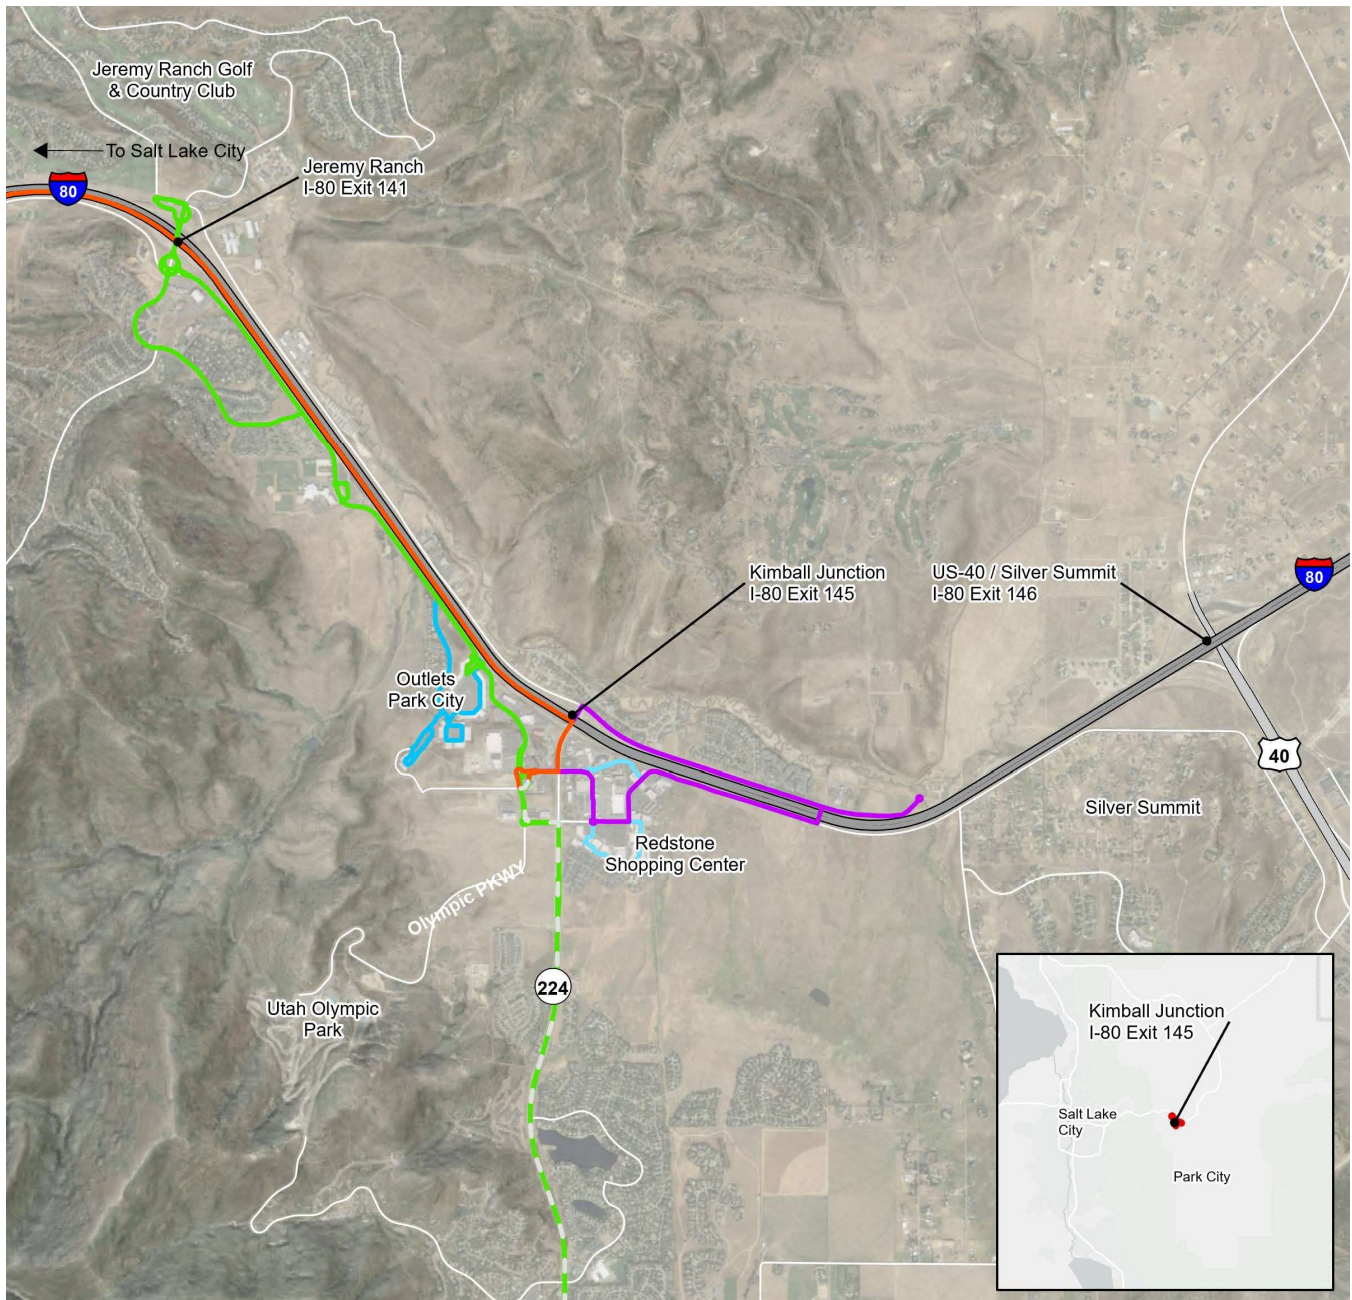 Jeremy Ranch Golf
& Country Club
To Salt Lake City
Jeremy Ranch
I-80 Exit 141
80
Kimball Junction
I-80 Exit 145
US-40 / Silver Summit
I-80 Exit 146
80
Outlets
Park City
40
Silver Summit
Redstone
Shopping Center
Olympic PKWY
224
Utah Olympic
Park
Kimball Junction
I-80 Exit 145
Salt Lake
City
Park City